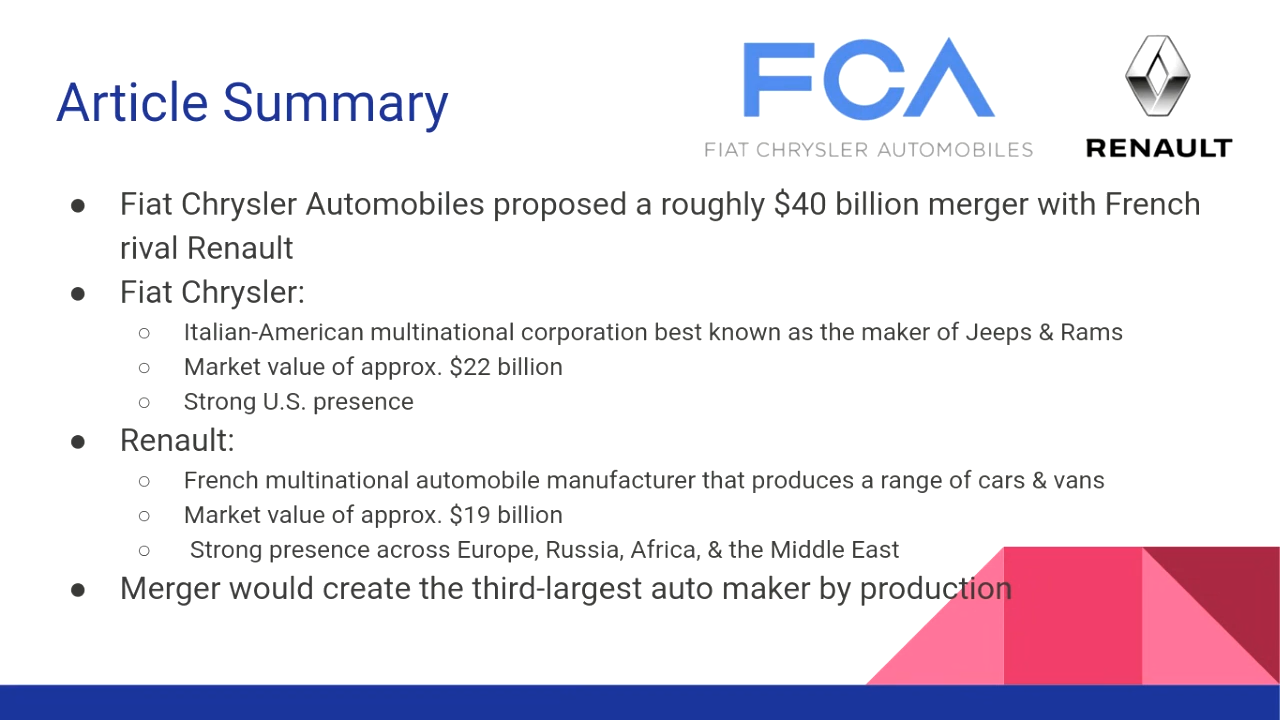 FCA
FIAT CHRYSLER AUTOMOBILES
RENAULT
Article Summary
● Fiat Chrysler Automobiles proposed a roughly $40 billion merger with French
rival Renault
● Fiat Chrysler:
○ Italian-American multinational corporation best known as the maker of Jeeps & Rams
○ Market value of approx. $22 billion
○ Strong U.S. presence
● Renault:
○ French multinational automobile manufacturer that produces a range of cars & vans
○ Market value of approx. $19 billion
○ Strong presence across Europe, Russia, Africa, & the Middle East
● Merger would create the third-largest auto maker by production